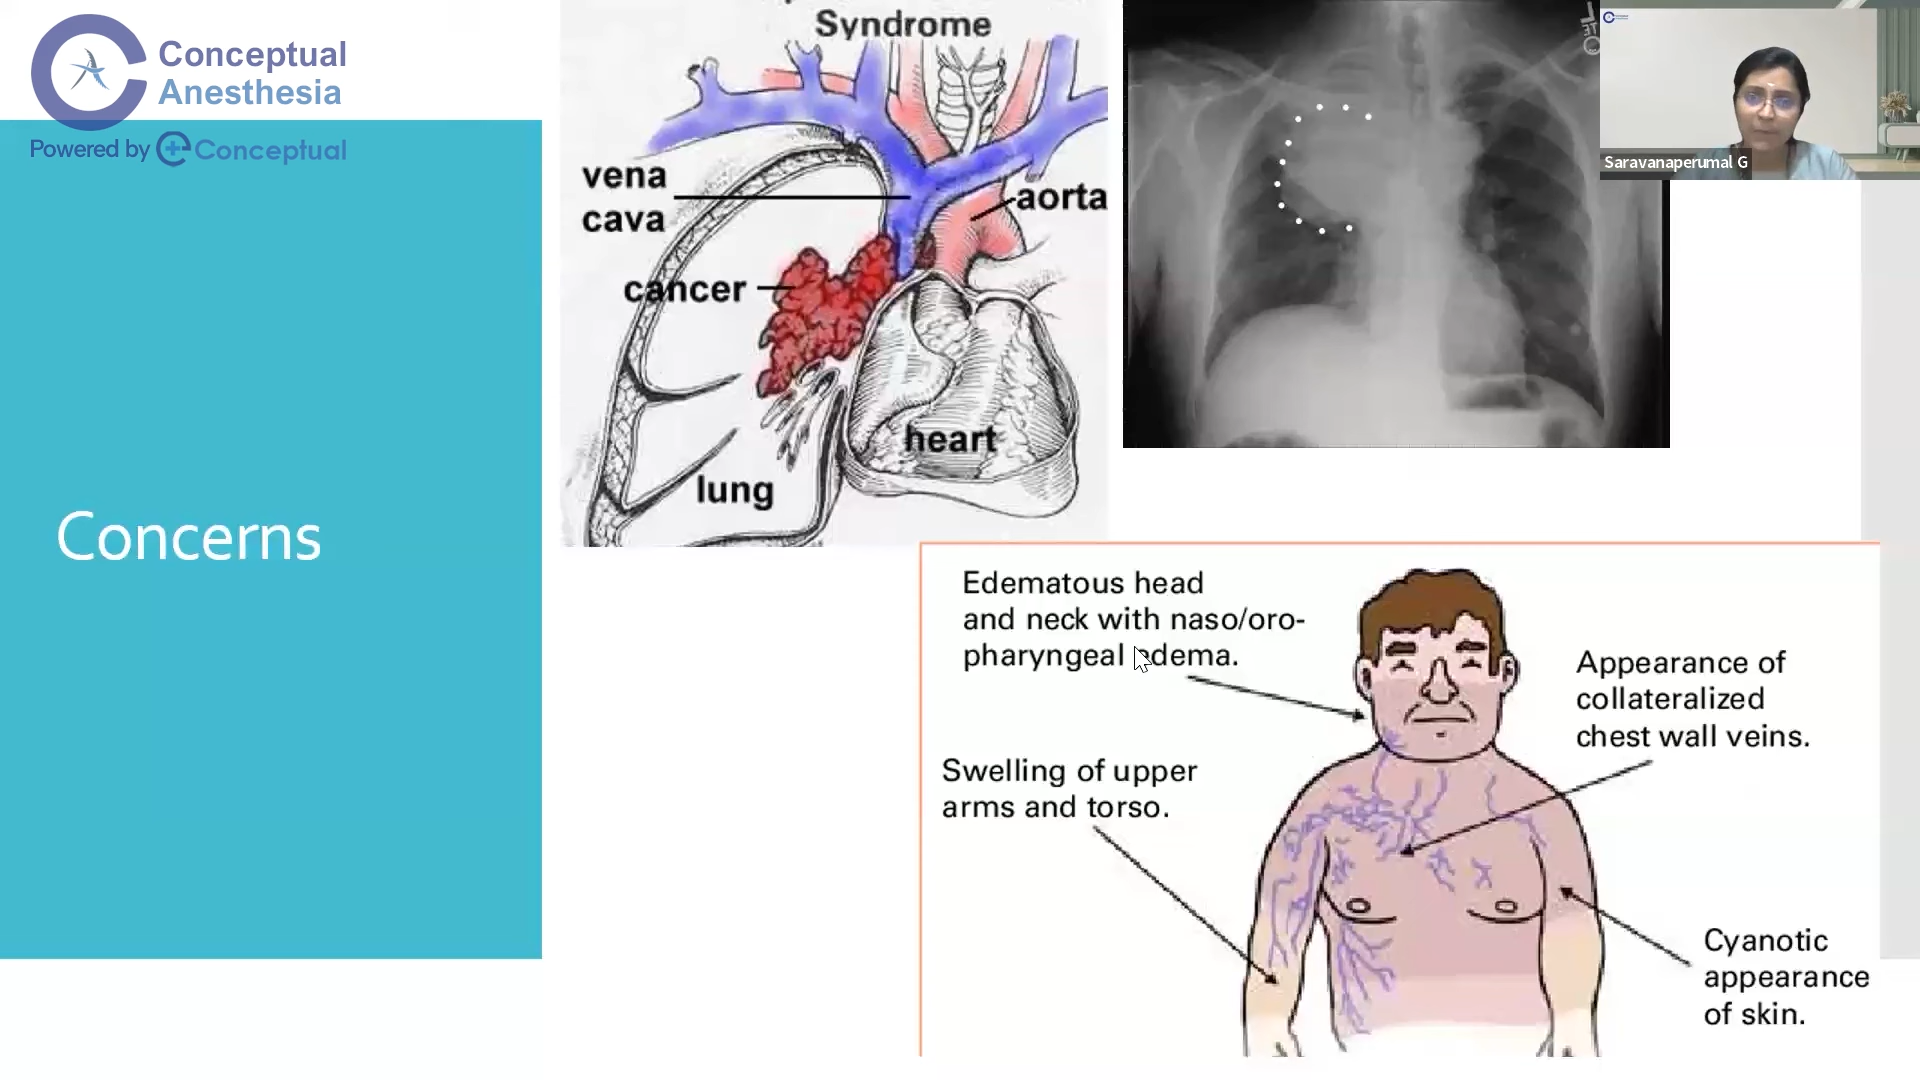 Conceptual
Anesthesia
Powered by Conceptual
Concerns
Syndrome
vena
cava
aorta
cancer
heart
lung
Saravanaperumal G
Edematous head
and neck with naso/oro-
pharyngeal edema.
Appearance of
collateralized
chest wall veins.
Swelling of upper
arms and torso.
Cyanotic
appearance
of skin.